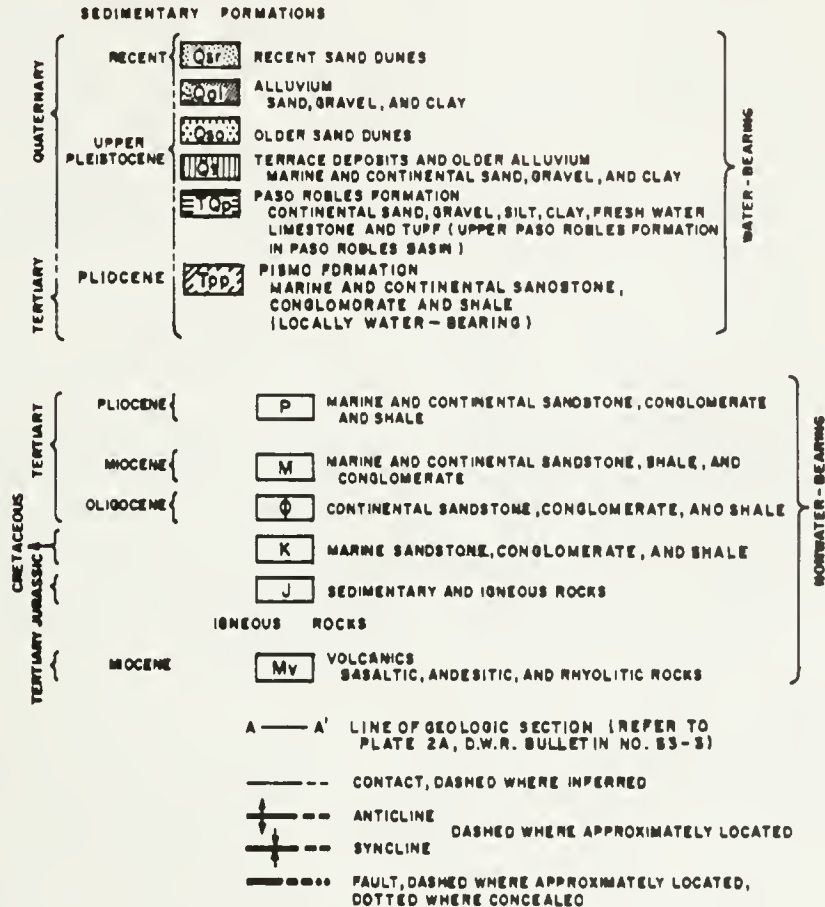 SEDIMENTARY FORMATIONS
QUATERNARY
RECENT
Qsr RECENT SAND DUNES
Qal ALLUVIUM
SAND, GRAVEL, AND CLAY
UPPER
PLEISTOCENE
Qso OLDER SAND DUNES
Qt TERRACE DEPOSITS AND OLDER ALLUVIUM
MARINE AND CONTINENTAL SAND, GRAVEL, AND CLAY
TQp PASO ROBLES FORMATION
CONTINENTAL SAND, GRAVEL, SILT, CLAY, FRESH WATER
LIMESTONE AND TUFF (UPPER PASO ROBLES FORMATION
IN PASO ROBLES BASIN)
TERTIARY
PLIOCENE
Tpp PISMO FORMATION
MARINE AND CONTINENTAL SANDSTONE,
CONGLOMORATE AND SHALE
(LOCALLY WATER-BEARING)
WATER-BEARING
TERTIARY
PLIOCENE
P MARINE AND CONTINENTAL SANDSTONE, CONGLOMERATE
AND SHALE
MIOCENE
M MARINE AND CONTINENTAL SANDSTONE, SHALE, AND
CONGLOMERATE
OLIGOCENE
Φ CONTINENTAL SANDSTONE, CONGLOMERATE, AND SHALE
CRETACEOUS
K MARINE SANDSTONE, CONGLOMERATE, AND SHALE
JURASSIC
J SEDIMENTARY AND IGNEOUS ROCKS
IGNEOUS ROCKS
TERTIARY
MIOCENE
Mv VOLCANICS
BASALTIC, ANDESITIC, AND RHYOLITIC ROCKS
NONWATER-BEARING
A — A' LINE OF GEOLOGIC SECTION (REFER TO
PLATE 2A, D.W.R. BULLETIN NO. 63-3)
CONTACT, DASHED WHERE INFERRED
ANTICLINE
DASHED WHERE APPROXIMATELY LOCATED
SYNCLINE
FAULT, DASHED WHERE APPROXIMATELY LOCATED,
DOTTED WHERE CONCEALED